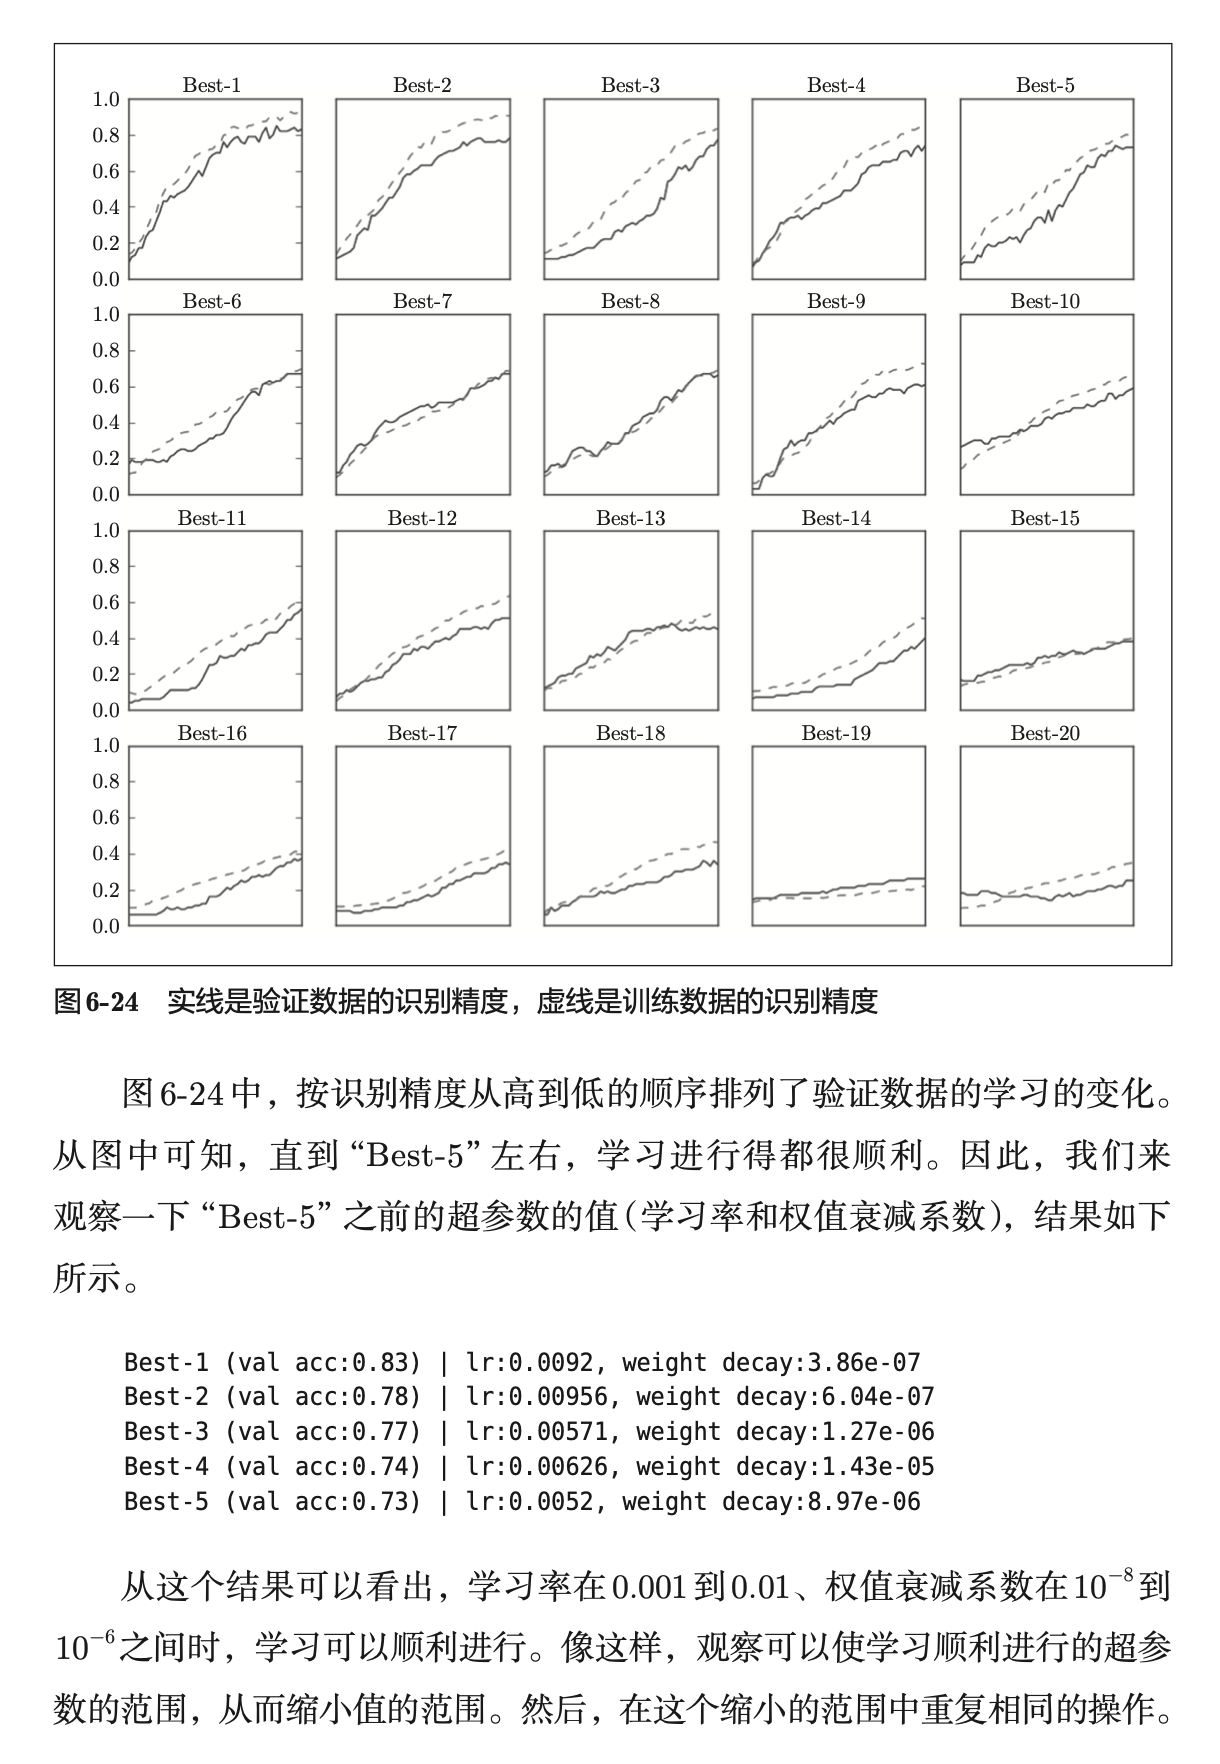 Best-1 Best-2 Best-3 Best-4 Best-5
1.0
0.8
0.6
0.4
0.2
0.0
Best-6 Best-7 Best-8 Best-9 Best-10
1.0
0.8
0.6
0.4
0.2
0.0
Best-11 Best-12 Best-13 Best-14 Best-15
1.0
0.8
0.6
0.4
0.2
0.0
Best-16 Best-17 Best-18 Best-19 Best-20
1.0
0.8
0.6
0.4
0.2
0.0
图6-24 实线是验证数据的识别精度，虚线是训练数据的识别精度
图6-24中，按识别精度从高到低的顺序排列了验证数据的学习的变化。
从图中可知，直到“Best-5”左右，学习进行得都很顺利。因此，我们来
观察一下“Best-5”之前的超参数的值（学习率和权值衰减系数），结果如下
所示。
Best-1 (val acc:0.83) | lr:0.0092, weight decay:3.86e-07
Best-2 (val acc:0.78) | lr:0.00956, weight decay:6.04e-07
Best-3 (val acc:0.77) | lr:0.00571, weight decay:1.27e-06
Best-4 (val acc:0.74) | lr:0.00626, weight decay:1.43e-05
Best-5 (val acc:0.73) | lr:0.0052, weight decay:8.97e-06
从这个结果可以看出，学习率在0.001到0.01、权值衰减系数在10⁻⁸到
10⁻⁶之间时，学习可以顺利进行。像这样，观察可以使学习顺利进行的超参
数的范围，从而缩小值的范围。然后，在这个缩小的范围中重复相同的操作。